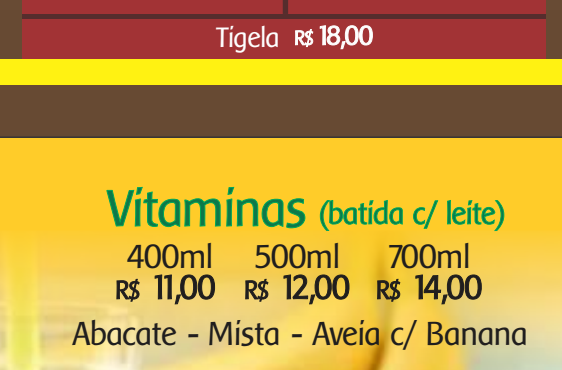 Tigela R$ 18,00
Vitaminas (batida c/ leite)
400ml 500ml 700ml
R$ 11,00 R$ 12,00 R$ 14,00
Abacate - Mista - Aveia c/ Banana